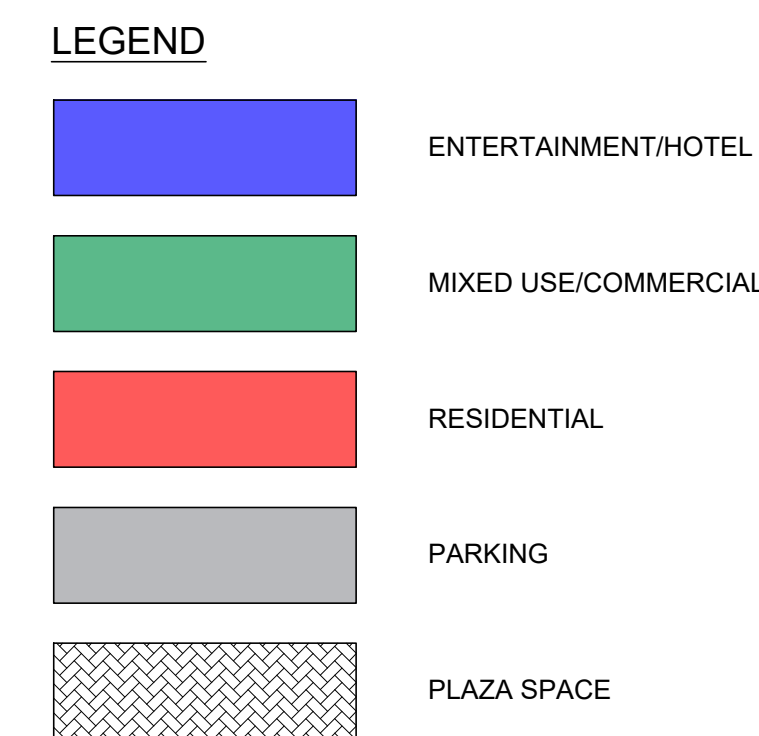 LEGEND
ENTERTAINMENT/HOTEL
MIXED USE/COMMERCIAL
RESIDENTIAL
PARKING
PLAZA SPACE